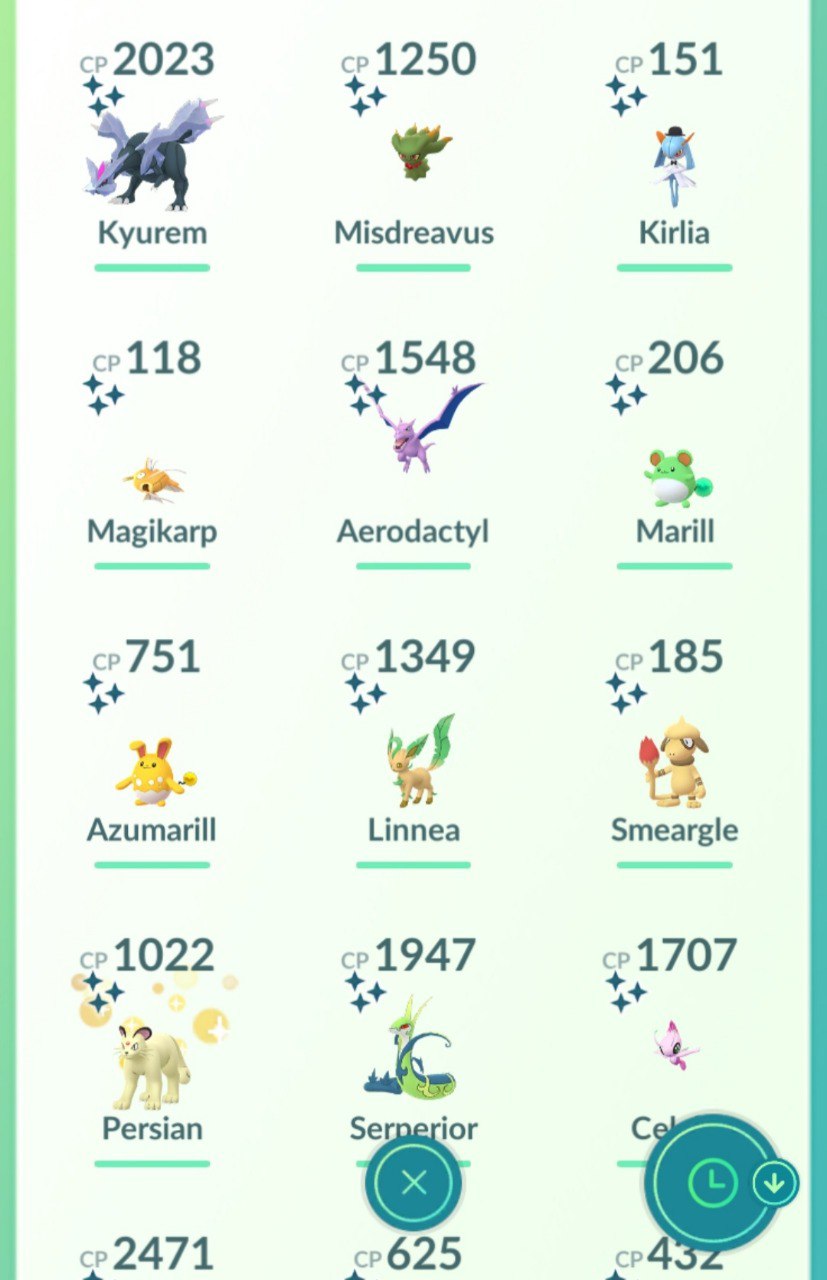 CP 2023 CP 1250 CP 151
Kyurem Misdreavus Kirlia
CP 118 CP 1548 CP 206
Magikarp Aerodactyl Marill
CP 751 CP 1349 CP 185
Azumarill Linnea Smeargle
CP 1022 CP 1947 CP 1707
Persian Serperior
CP 2471 CP 625 CP 432